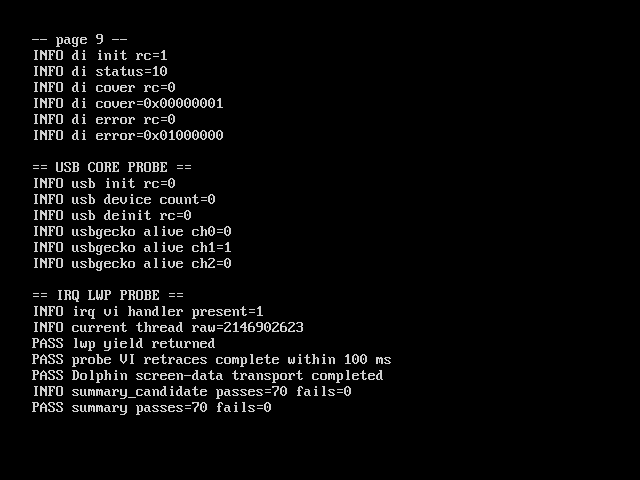 -- page 9 --
INFO di init rc=1
INFO di status=10
INFO di cover rc=0
INFO di cover=0x00000001
INFO di error rc=0
INFO di error=0x01000000
== USB CORE PROBE ==
INFO usb init rc=0
INFO usb device count=0
INFO usb deinit rc=0
INFO usbgecko alive ch0=0
INFO usbgecko alive ch1=1
INFO usbgecko alive ch2=0
== IRQ LWP PROBE ==
INFO irq vi handler present=1
INFO current thread raw=2146902623
PASS lwp yield returned
PASS probe VI retraces complete within 100 ms
PASS Dolphin screen-data transport completed
INFO summary_candidate passes=70 fails=0
PASS summary passes=70 fails=0